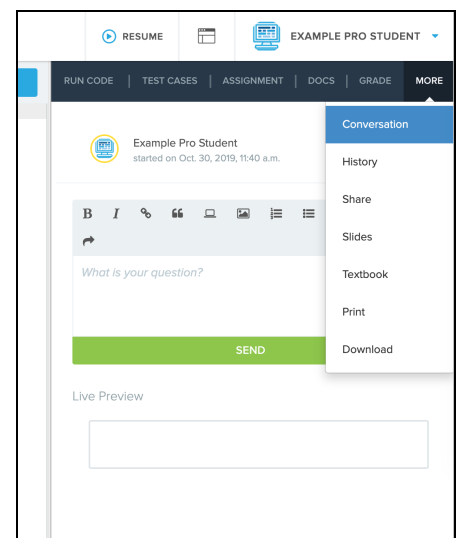 RESUME
EXAMPLE PRO STUDENT
RUN CODE | TEST CASES | ASSIGNMENT | DOCS | GRADE MORE
Example Pro Student
started on Oct. 30, 2019, 11:40 a.m.
Conversation
History
Share
Slides
Textbook
Print
Download
B I
What is your question?
SEND
Live Preview